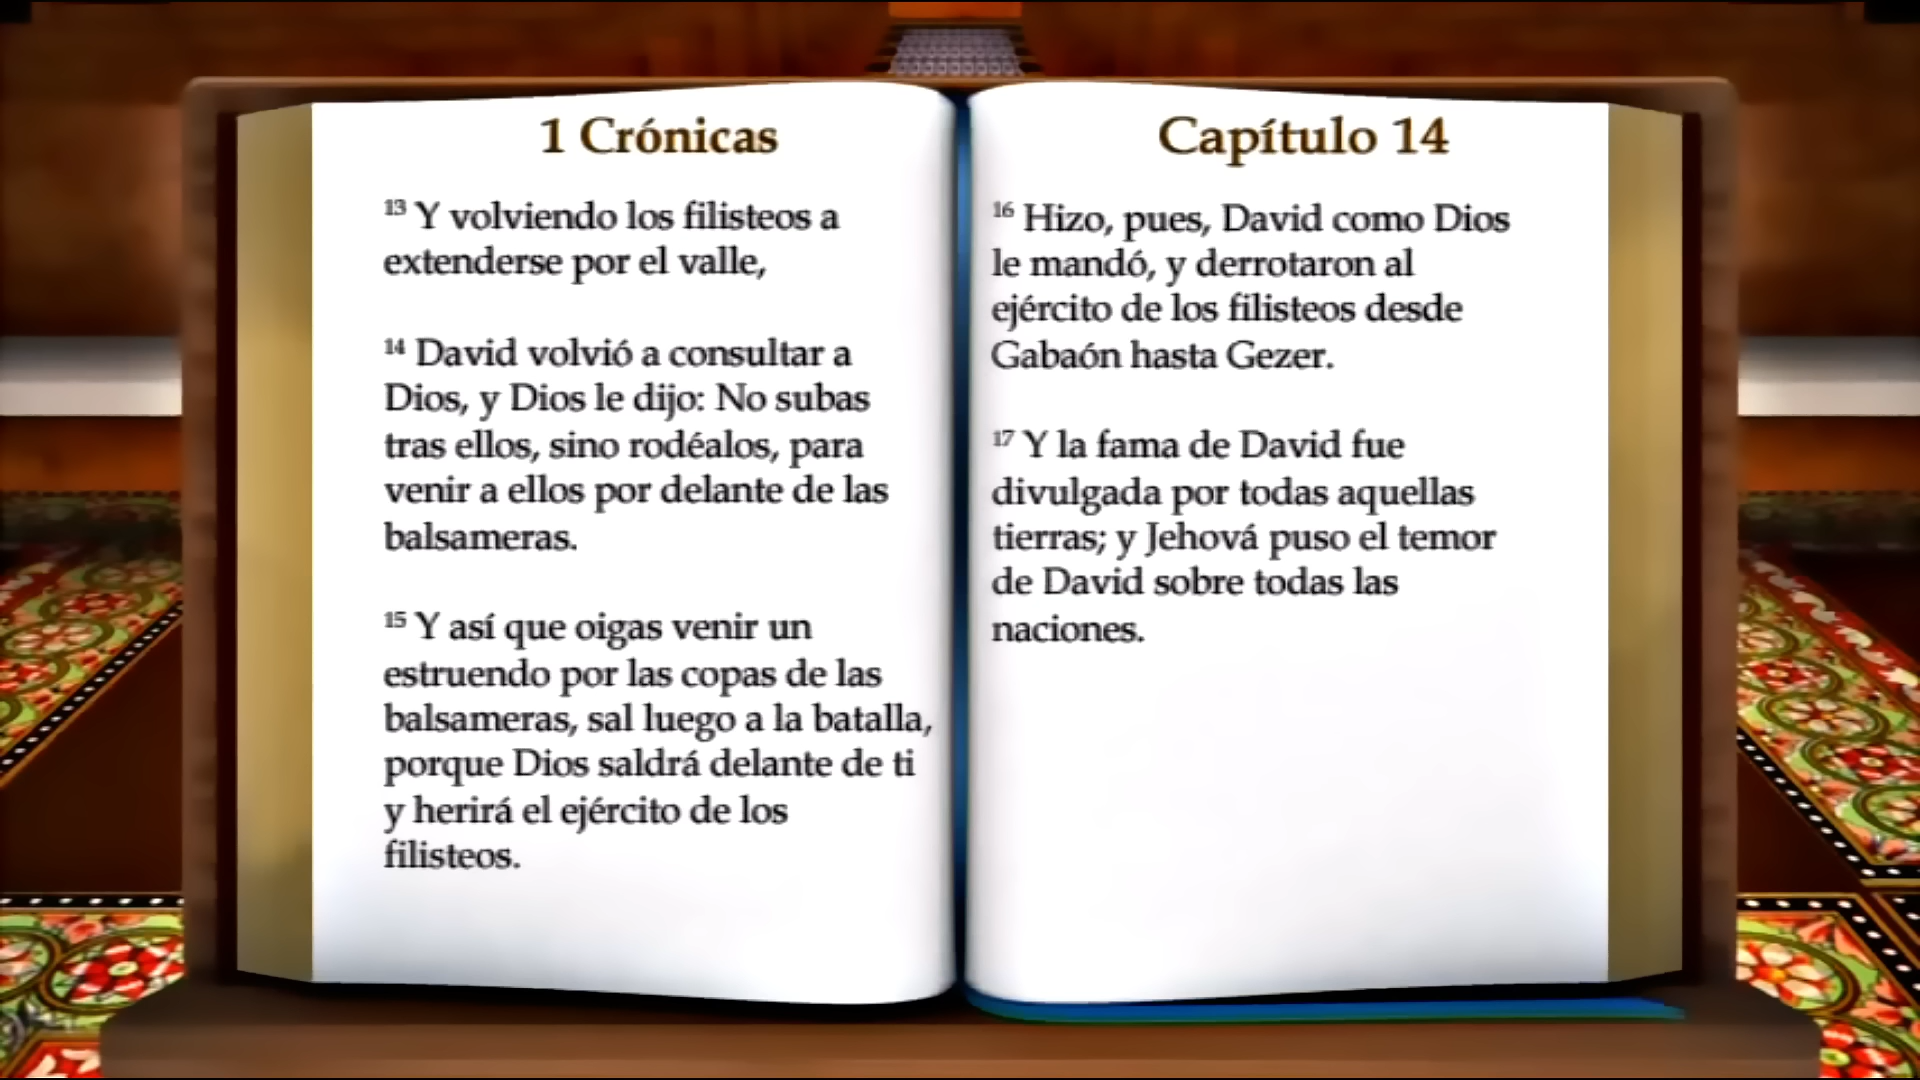 1 Crónicas
13 Y volviendo los filisteos a
extenderse por el valle,
14 David volvió a consultar a
Dios, y Dios le dijo: No subas
tras ellos, sino rodéalos, para
venir a ellos por delante de las
balsameras.
15 Y así que oigas venir un
estruendo por las copas de las
balsameras, sal luego a la batalla,
porque Dios saldrá delante de ti
y herirá el ejército de los
filisteos.
Capítulo 14
16 Hizo, pues, David como Dios
le mandó, y derrotaron al
ejército de los filisteos desde
Gabaón hasta Gezer.
17 Y la fama de David fue
divulgada por todas aquellas
tierras; y Jehová puso el temor
de David sobre todas las
naciones.